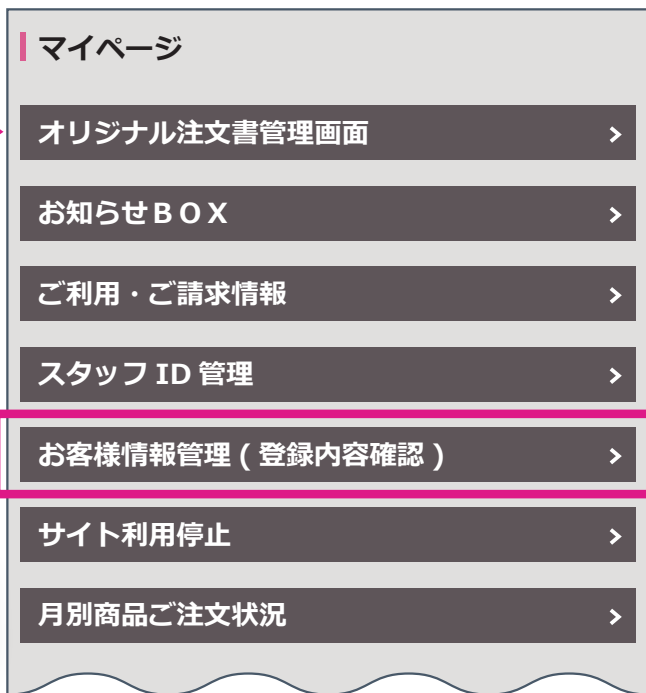 マイページ
オリジナル注文書管理画面
お知らせＢＯＸ
ご利用・ご請求情報
スタッフ ID 管理
お客様情報管理 ( 登録内容確認 )
サイト利用停止
月別商品ご注文状況